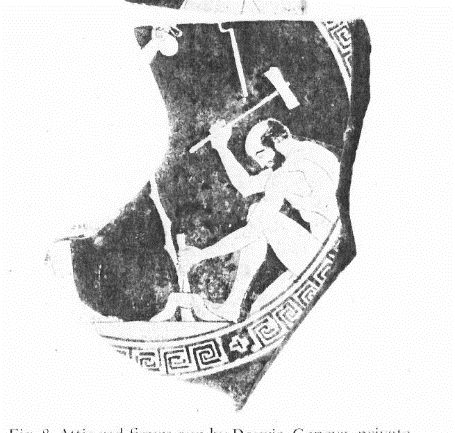 Fig. 8. Attic red-figure cup by Douris. Geneva, private